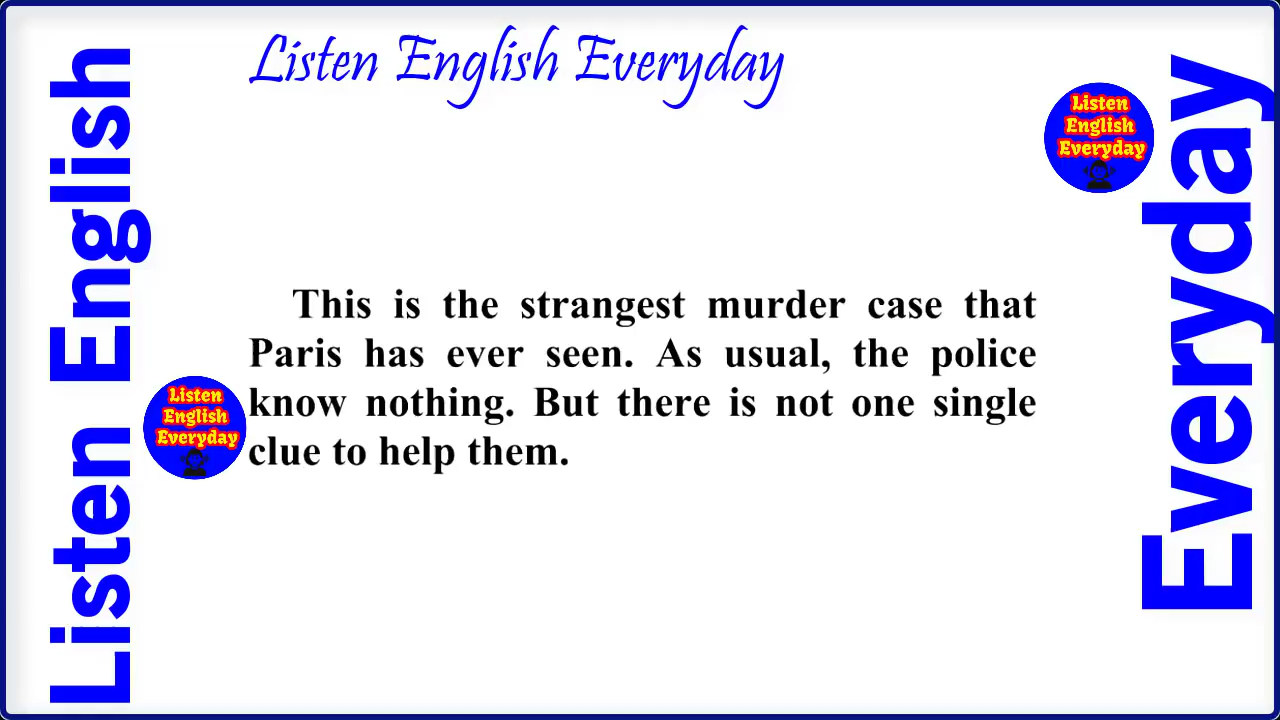 Listen English Everyday
Listen English
Everyday
Listen
English
Everyday
This is the strangest murder case that
Paris has ever seen. As usual, the police
know nothing. But there is not one single
clue to help them.
Listen
English
Everyday